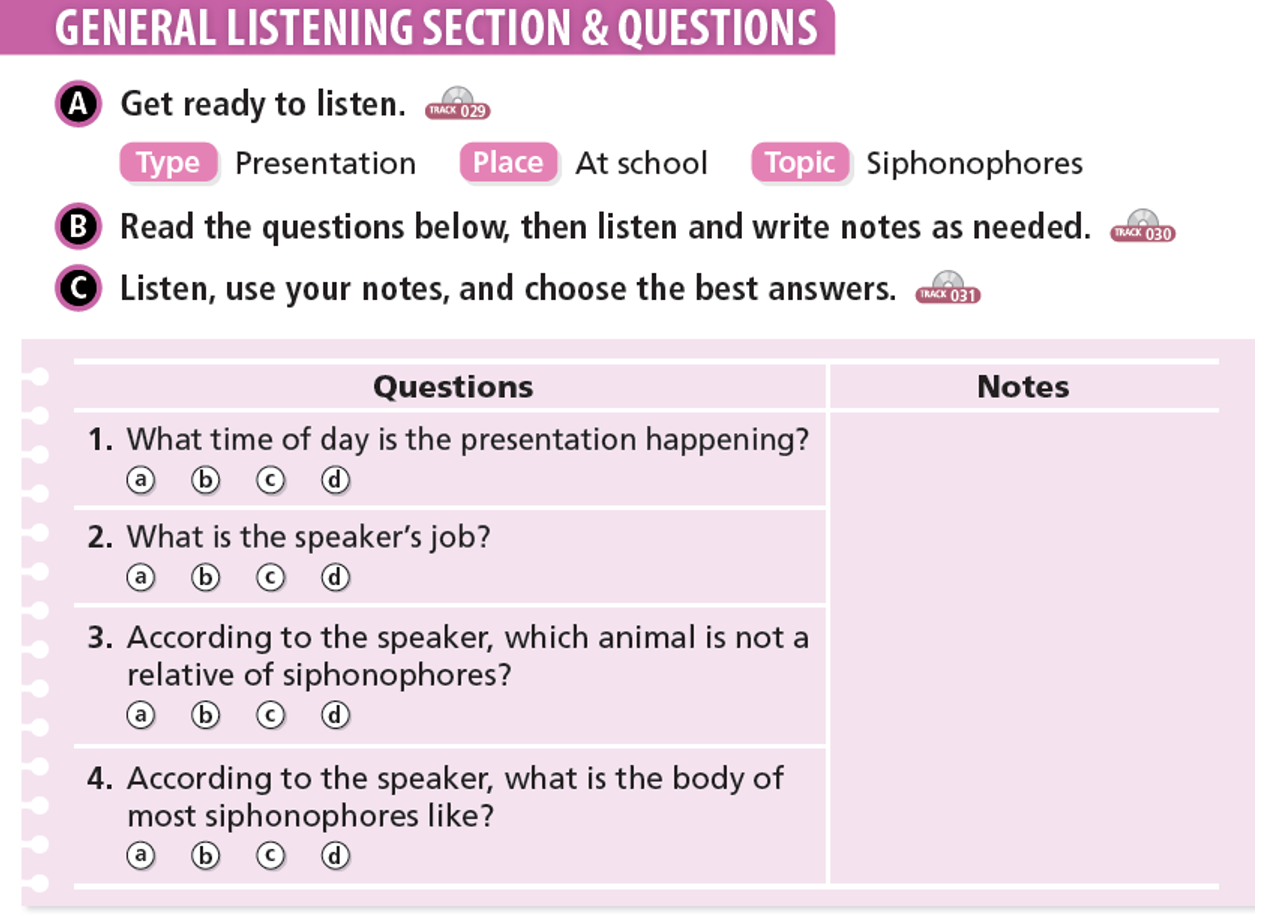 GENERAL LISTENING SECTION & QUESTIONS
A Get ready to listen. TRACK 029
Type Presentation Place At school Topic Siphonophores
B Read the questions below, then listen and write notes as needed. TRACK 030
C Listen, use your notes, and choose the best answers. TRACK 031
Questions Notes
1. What time of day is the presentation happening?
a b c d
2. What is the speaker’s job?
a b c d
3. According to the speaker, which animal is not a
relative of siphonophores?
a b c d
4. According to the speaker, what is the body of
most siphonophores like?
a b c d